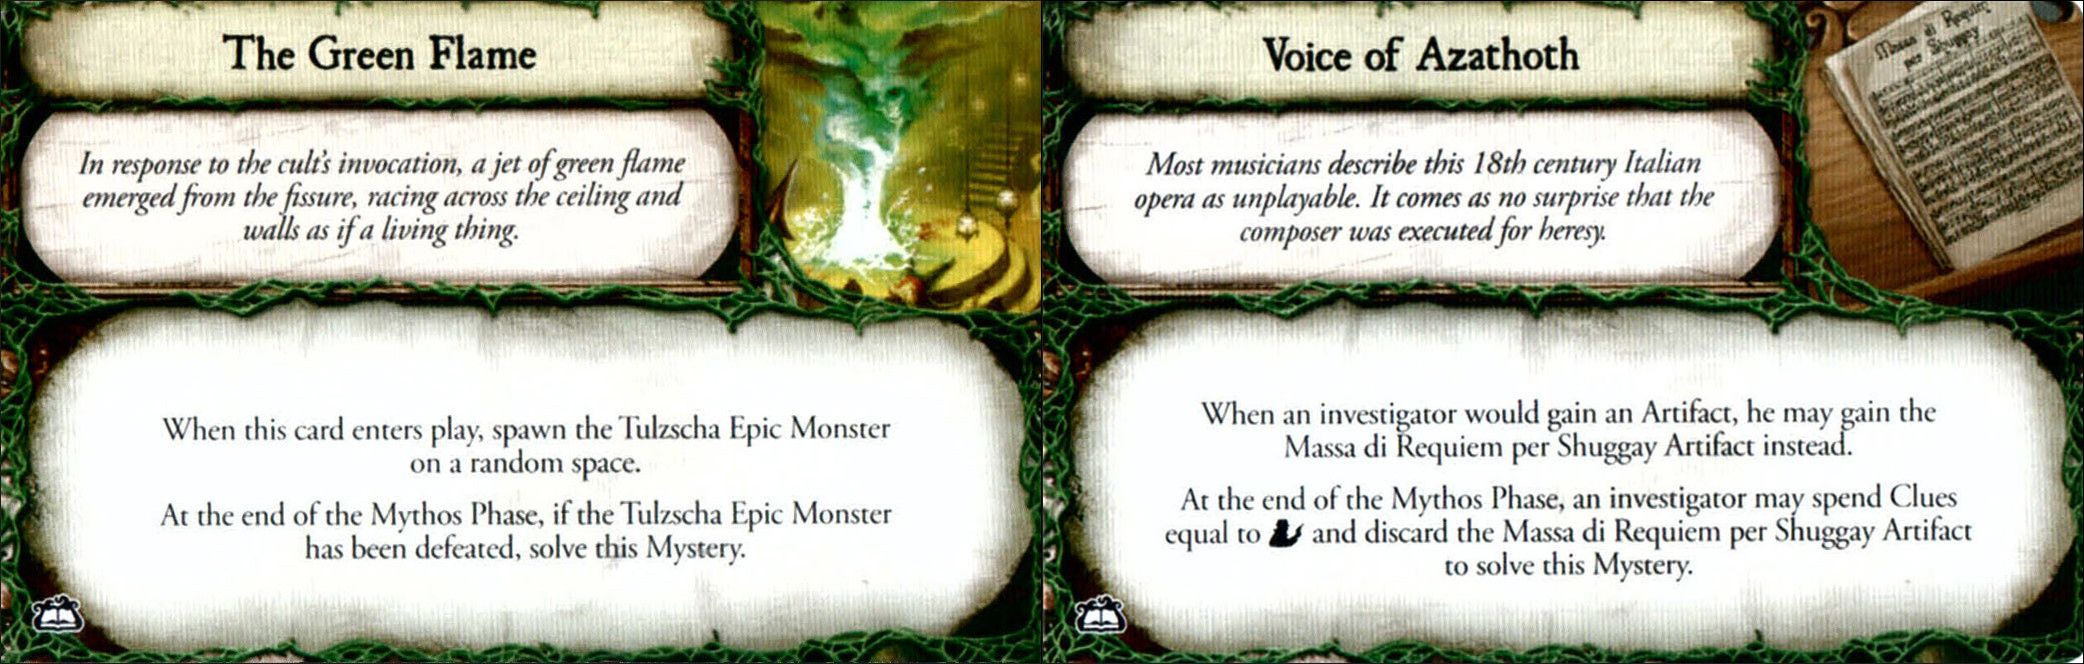 The Green Flame
In response to the cult's invocation, a jet of green flame
emerged from the fissure, racing across the ceiling and
walls as if a living thing.
When this card enters play, spawn the Tulzscha Epic Monster
on a random space.
At the end of the Mythos Phase, if the Tulzscha Epic Monster
has been defeated, solve this Mystery.
Voice of Azathoth
Massa di Requiem
per Shuggay
Most musicians describe this 18th century Italian
opera as unplayable. It comes as no surprise that the
composer was executed for heresy.
When an investigator would gain an Artifact, he may gain the
Massa di Requiem per Shuggay Artifact instead.
At the end of the Mythos Phase, an investigator may spend Clues
equal to and discard the Massa di Requiem per Shuggay Artifact
to solve this Mystery.